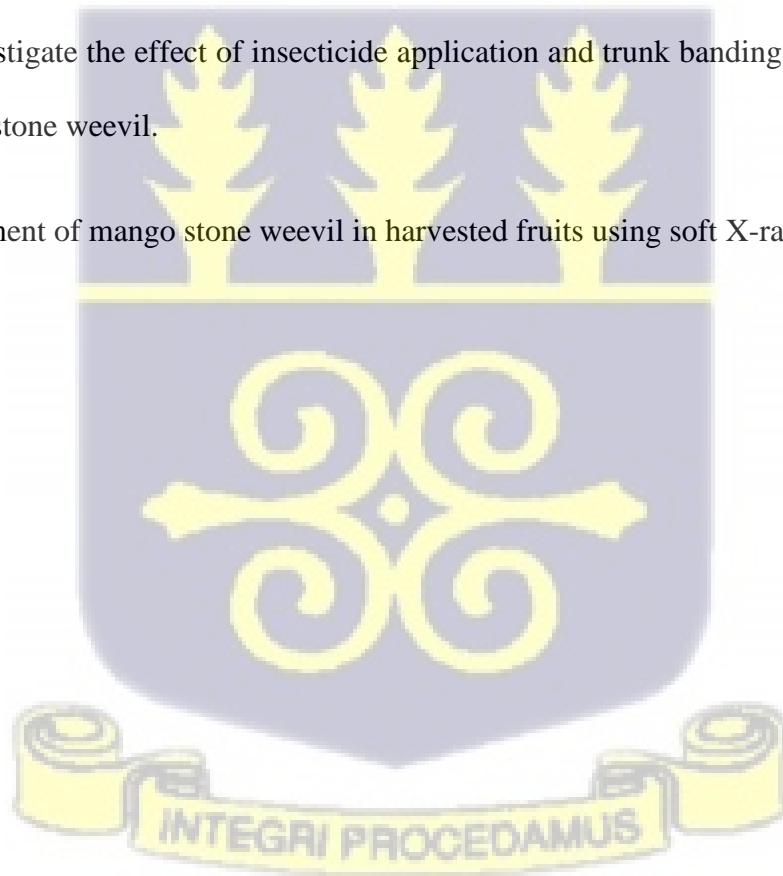 stigate the effect of insecticide application and trunk banding
stone weevil.
ment of mango stone weevil in harvested fruits using soft X-ra
INTEGRI PROCEDAMUS